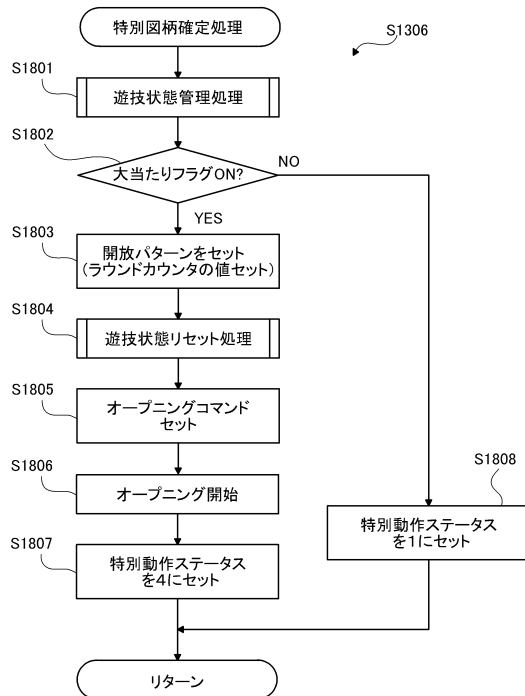 特別図柄確定処理
S1306
S1801
遊技状態管理処理
S1802
大当たりフラグON?
NO
YES
S1803
開放パターンをセット
(ラウンドカウンタの値セット)
S1804
遊技状態リセット処理
S1805
オープニングコマンド
セット
S1806
オープニング開始
S1807
特別動作ステータス
を4にセット
S1808
特別動作ステータス
を1にセット
リターン